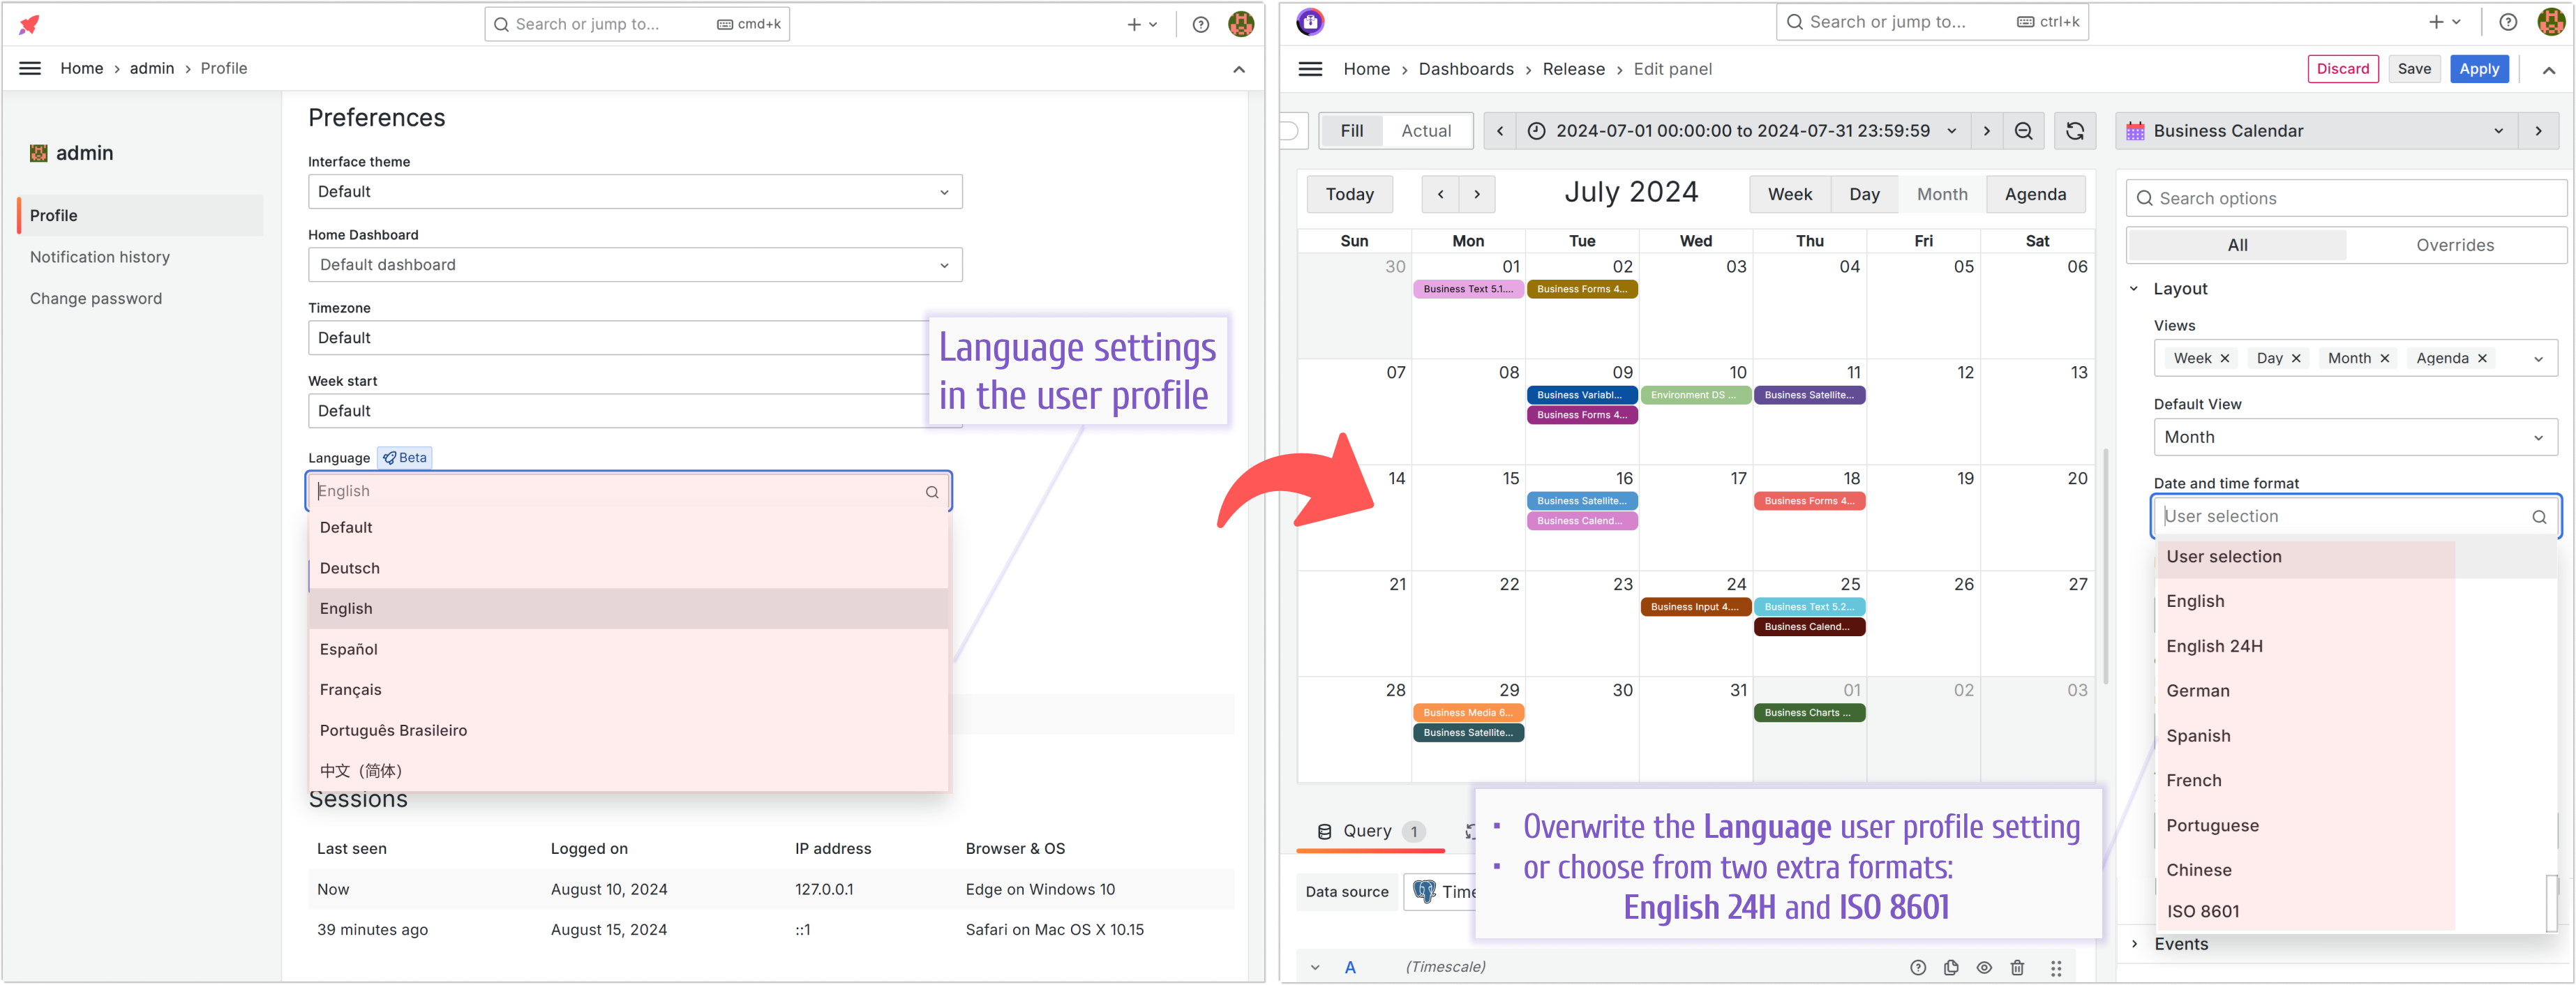 Search or jump to...
cmd+k
Home › admin › Profile
admin
Profile
Notification history
Change password
Preferences
Interface theme
Default
Home Dashboard
Default dashboard
Timezone
Default
Week start
Default
Language
Beta
English
Default
Deutsch
English
Español
Français
Português Brasileiro
中文（简体）
Sessions
Last seen Logged on IP address Browser & OS
Now August 10, 2024 127.0.0.1 Edge on Windows 10
39 minutes ago August 15, 2024 ::1 Safari on Mac OS X 10.15
Language settings
in the user profile
Search or jump to...
ctrl+k
Home › Dashboards › Release › Edit panel
Discard
Save
Apply
Fill
Actual
2024-07-01 00:00:00 to 2024-07-31 23:59:59
Today
July 2024
Week
Day
Month
Agenda
Sun Mon Tue Wed Thu Fri Sat
30 01 02 03 04 05 06
Business Text 5.1....
Business Forms 4...
07 08 09 10 11 12 13
Business Variabl...
Environment DS ...
Business Satellite...
Business Forms 4...
14 15 16 17 18 19 20
Business Satellite...
Business Forms 4...
Business Calend...
21 22 23 24 25 26 27
Business Input 4....
Business Text 5.2...
Business Calend...
28 29 30 31 01 02 03
Business Media 6...
Business Charts ...
Business Satellite...
Query 1
Data source
Time
A (Timescale)
· Overwrite the Language user profile setting
· or choose from two extra formats:
English 24H and ISO 8601
Business Calendar
Search options
All
Overrides
Layout
Views
Week Day Month Agenda
Default View
Month
Date and time format
User selection
User selection
English
English 24H
German
Spanish
French
Portuguese
Chinese
ISO 8601
Events